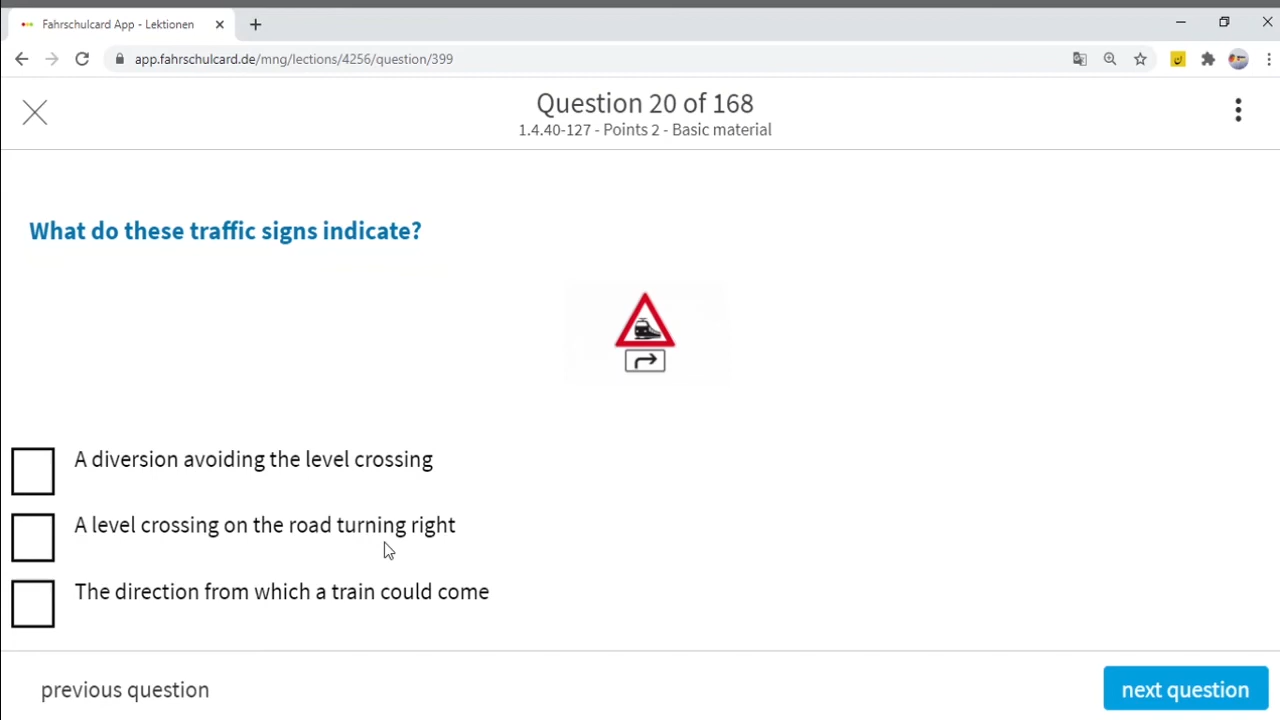 Fahrschulcard App - Lektionen
app.fahrschulcard.de/mng/lections/4256/question/399
Question 20 of 168
1.4.40-127 - Points 2 - Basic material
What do these traffic signs indicate?
A diversion avoiding the level crossing
A level crossing on the road turning right
The direction from which a train could come
previous question
next question